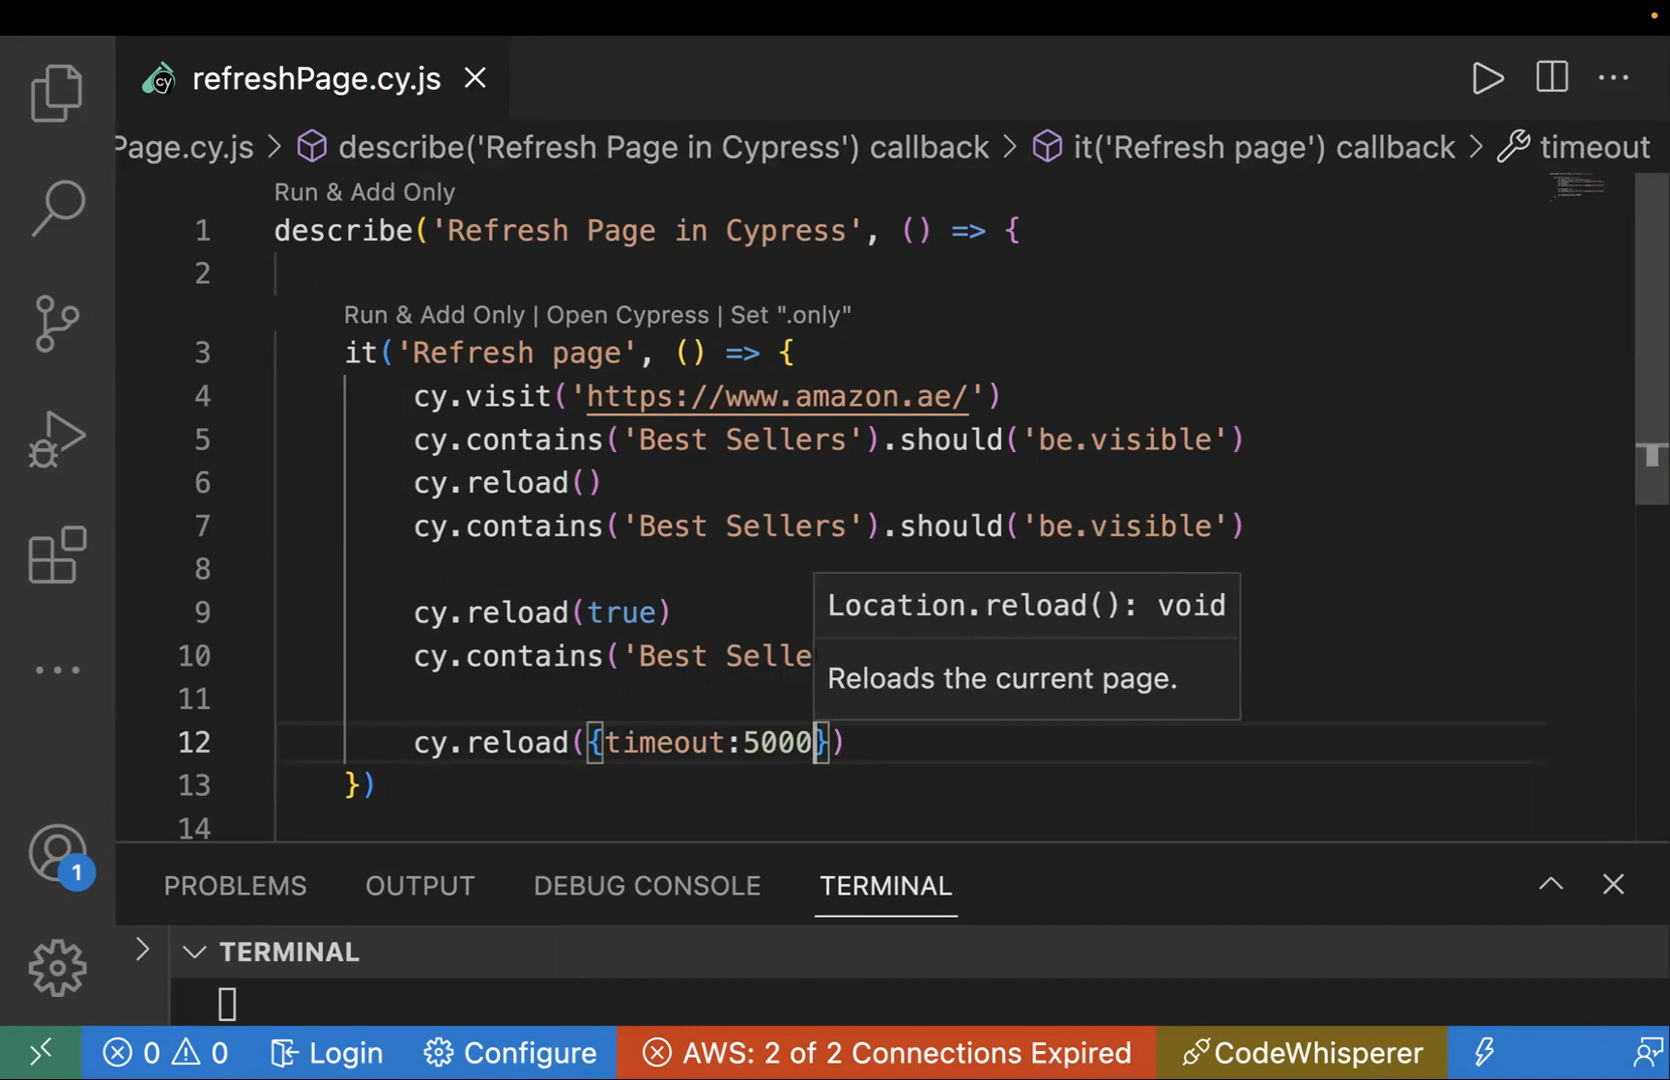 refreshPage.cy.js
Page.cy.js > describe('Refresh Page in Cypress') callback > it('Refresh page') callback > timeout
Run & Add Only
1 describe('Refresh Page in Cypress', () => {
2
Run & Add Only | Open Cypress | Set ".only"
3 it('Refresh page', () => {
4 cy.visit('https://www.amazon.ae/')
5 cy.contains('Best Sellers').should('be.visible')
6 cy.reload()
7 cy.contains('Best Sellers').should('be.visible')
8
9 cy.reload(true)
10 cy.contains('Best Selle
Location.reload(): void
Reloads the current page.
11
12 cy.reload({timeout:5000})
13 })
14
1
PROBLEMS OUTPUT DEBUG CONSOLE TERMINAL
TERMINAL
0 0 Login Configure AWS: 2 of 2 Connections Expired CodeWhisperer